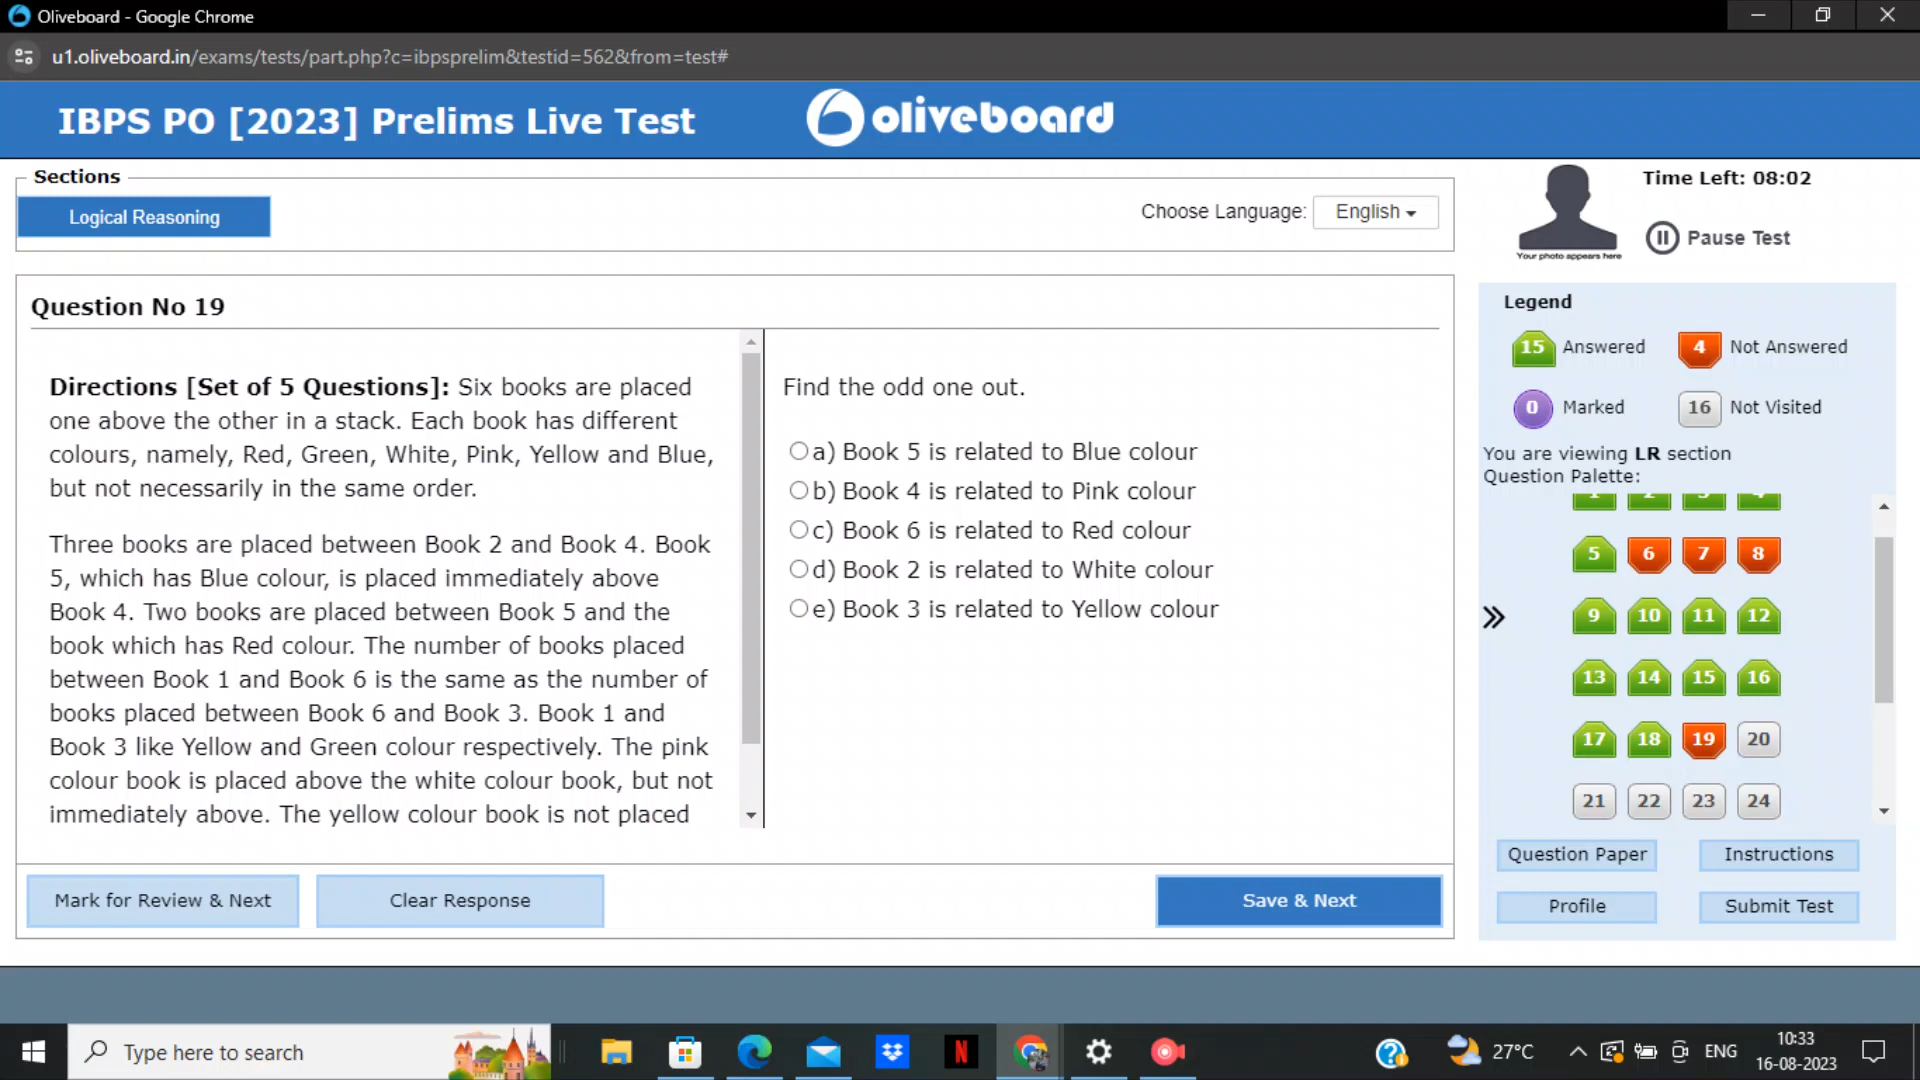 Oliveboard - Google Chrome
u1.oliveboard.in/exams/tests/part.php?c=ibpsprelim&testid=562&from=test#
IBPS PO [2023] Prelims Live Test
oliveboard
Sections
Logical Reasoning
Choose Language:
English
Your photo appears here
Time Left: 08:02
Pause Test
Question No 19
Directions [Set of 5 Questions]: Six books are placed
one above the other in a stack. Each book has different
colours, namely, Red, Green, White, Pink, Yellow and Blue,
but not necessarily in the same order.
Three books are placed between Book 2 and Book 4. Book
5, which has Blue colour, is placed immediately above
Book 4. Two books are placed between Book 5 and the
book which has Red colour. The number of books placed
between Book 1 and Book 6 is the same as the number of
books placed between Book 6 and Book 3. Book 1 and
Book 3 like Yellow and Green colour respectively. The pink
colour book is placed above the white colour book, but not
immediately above. The yellow colour book is not placed
Find the odd one out.
a) Book 5 is related to Blue colour
b) Book 4 is related to Pink colour
c) Book 6 is related to Red colour
d) Book 2 is related to White colour
e) Book 3 is related to Yellow colour
Legend
15 Answered
4 Not Answered
0 Marked
16 Not Visited
You are viewing LR section
Question Palette:
1 2 3 4
5 6 7 8
9 10 11 12
13 14 15 16
17 18 19 20
21 22 23 24
Question Paper
Instructions
Profile
Submit Test
Mark for Review & Next
Clear Response
Save & Next
Type here to search
27°C
ENG
10:33
16-08-2023